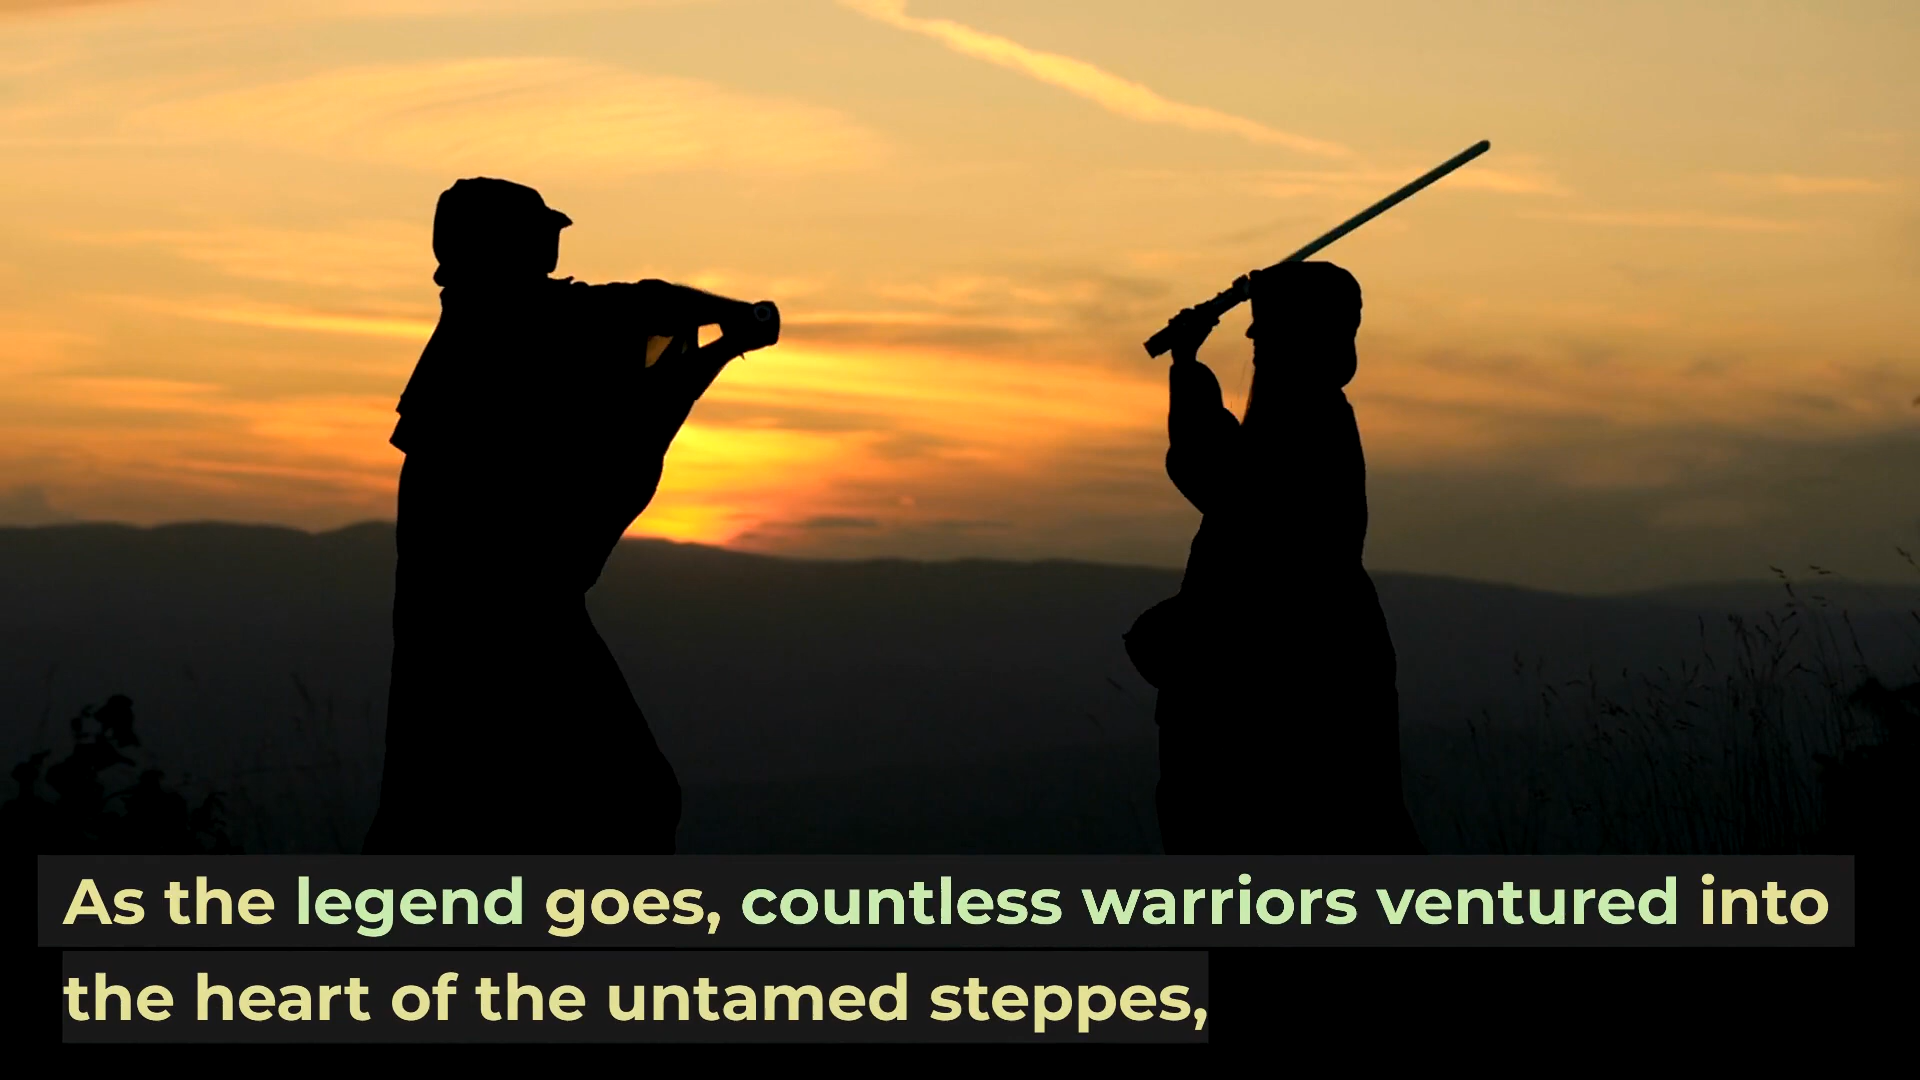 As the legend goes, countless warriors ventured into
the heart of the untamed steppes,